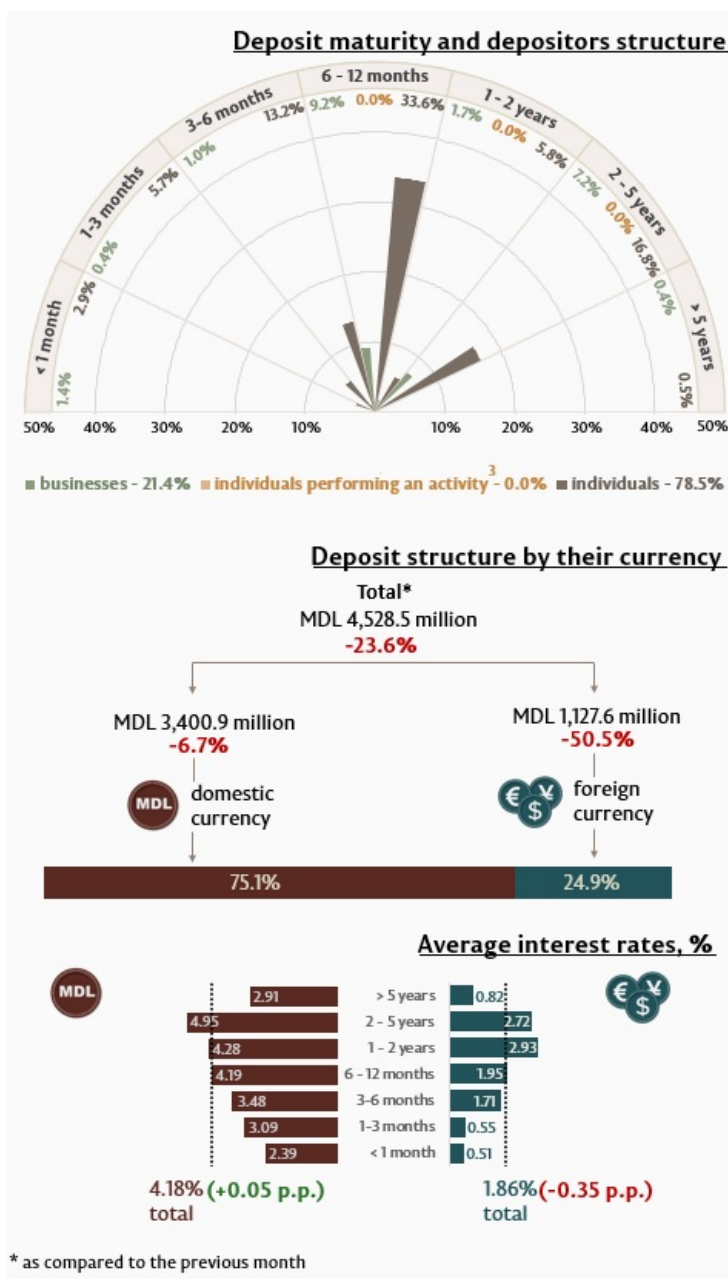 Deposit maturity and depositors structure
< 1 month
1-3 months
3-6 months
6 - 12 months
1 - 2 years
2 - 5 years
> 5 years
1.4%
2.9%
0.4%
5.7%
1.0%
13.2%
9.2%
0.0%
33.6%
1.7%
0.0%
5.8%
7.2%
0.0%
16.8%
0.4%
0.5%
50% 40% 30% 20% 10% 10% 20% 30% 40% 50%
businesses - 21.4% individuals performing an activity 3 - 0.0% individuals - 78.5%
Deposit structure by their currency
Total*
MDL 4,528.5 million
-23.6%
MDL 3,400.9 million
-6.7%
MDL 1,127.6 million
-50.5%
MDL
domestic
currency
€ ¥
$
foreign
currency
75.1% 24.9%
Average interest rates, %
MDL
€ ¥
$
2.91 > 5 years 0.82
4.95 2 - 5 years 2.72
4.28 1 - 2 years 2.93
4.19 6 - 12 months 1.95
3.48 3-6 months 1.71
3.09 1-3 months 0.55
2.39 < 1 month 0.51
4.18% (+0.05 p.p.)
total
1.86% (-0.35 p.p.)
total
* as compared to the previous month